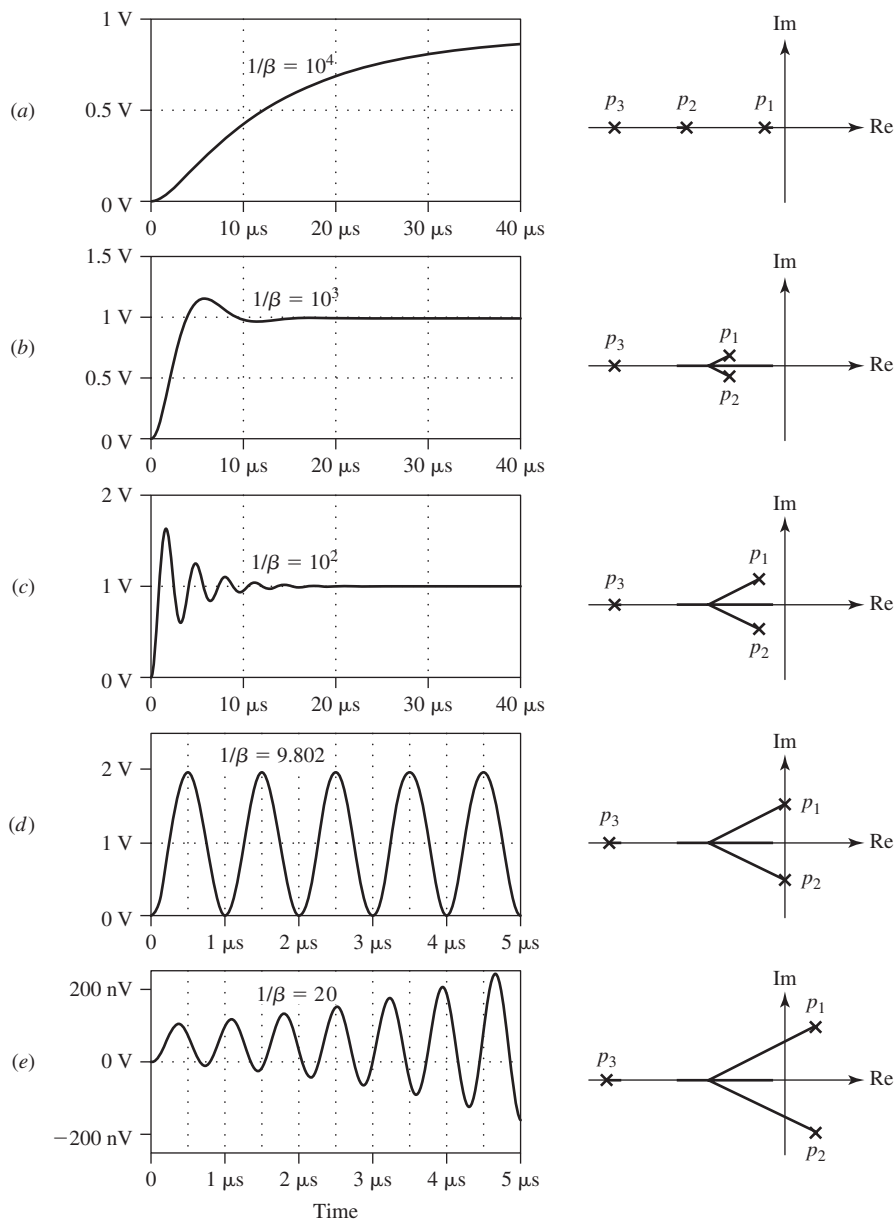 (a)
1 V
0.5 V
0 V
1/β = 10⁴
0 10 μs 20 μs 30 μs 40 μs
Im
p₃ p₂ p₁
Re
(b)
1.5 V
1 V
0.5 V
0 V
1/β = 10³
0 10 μs 20 μs 30 μs 40 μs
Im
p₃
p₁
Re
p₂
(c)
2 V
1 V
0 V
1/β = 10²
0 10 μs 20 μs 30 μs 40 μs
Im
p₁
p₃
Re
p₂
(d)
2 V
1 V
0 V
1/β = 9.802
0 1 μs 2 μs 3 μs 4 μs 5 μs
Im
p₁
p₃
Re
p₂
(e)
200 nV
0 V
−200 nV
1/β = 20
0 1 μs 2 μs 3 μs 4 μs 5 μs
Time
Im
p₁
p₃
Re
p₂